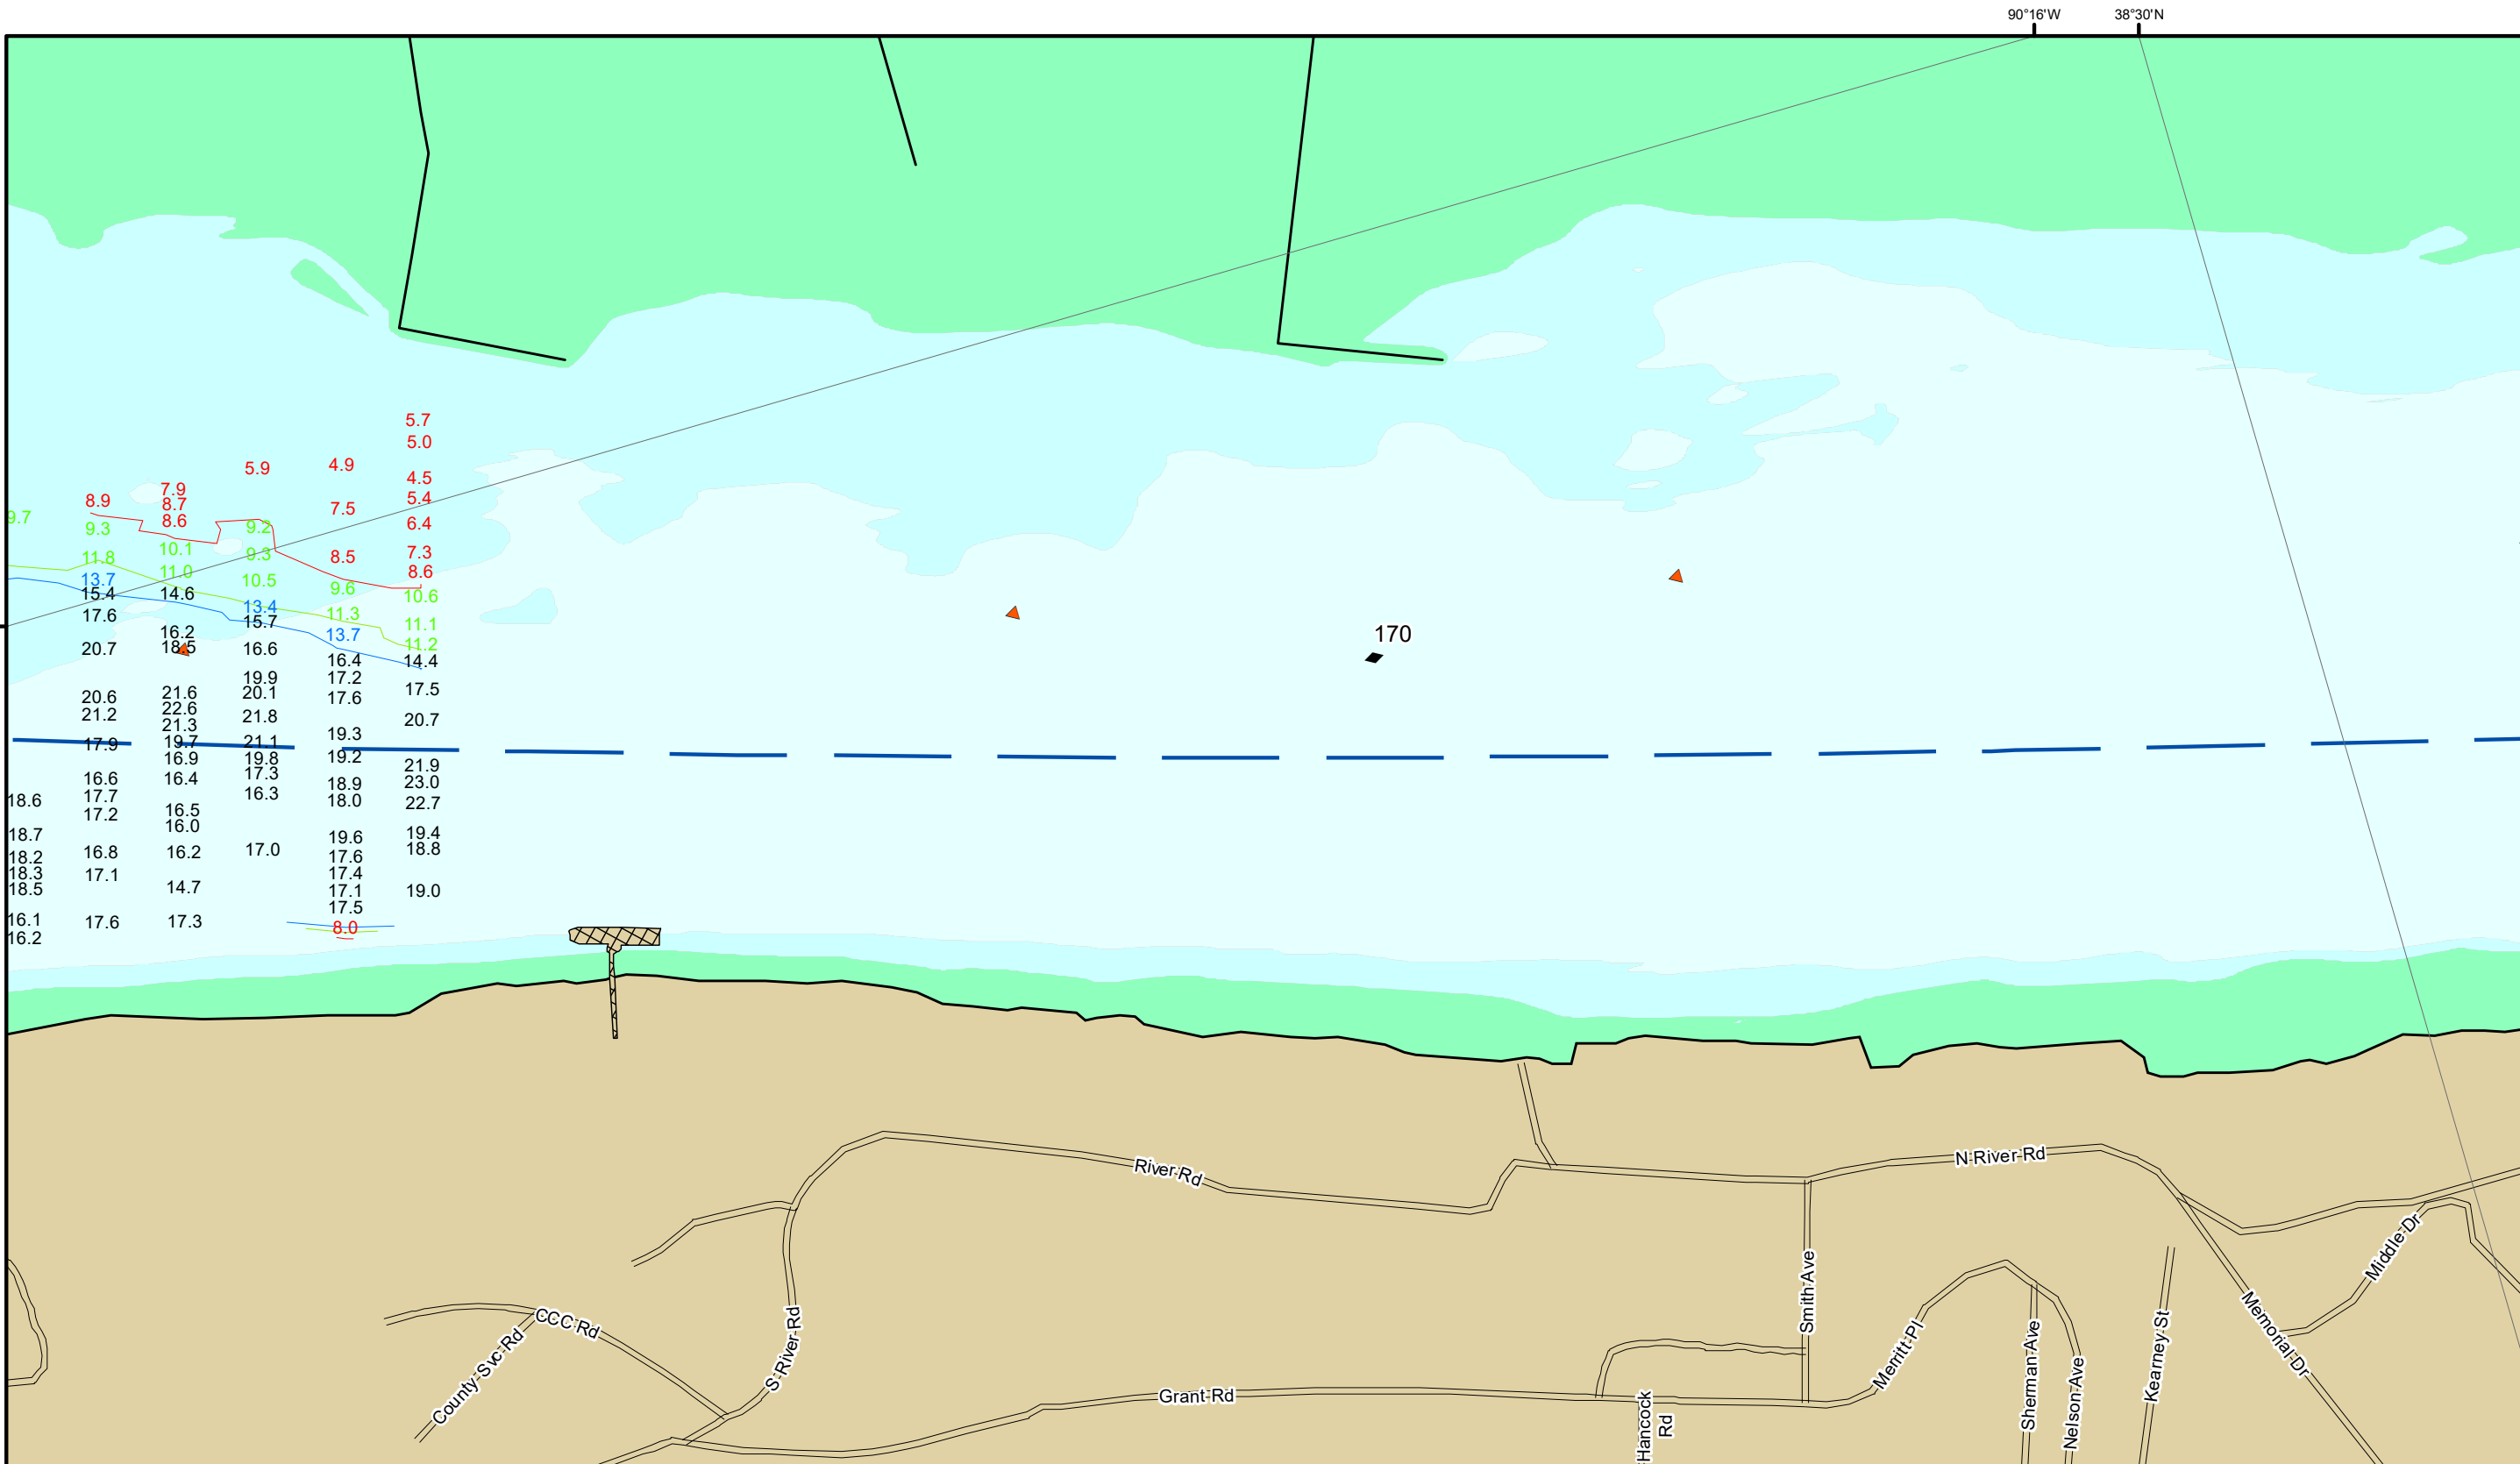 90°16'W 38°30'N
5.7
5.0
5.9 4.9
4.5
7.9
8.9 5.4
8.7 7.5
9.7 8.6 6.4
9.3 9.2
10.1 7.3
11.8 9.3 8.5
11.0 8.6
13.7 10.5
15.4 14.6 9.6 10.6
13.4
17.6 15.7 11.3 11.1
16.2 13.7 170
20.7 18.5 16.6 11.2
16.4 14.4
19.9 17.2
20.6 21.6 20.1 17.6 17.5
21.2 22.6 21.8
21.3 20.7
17.9 19.7 21.1 19.3
16.9 19.8 19.2
16.6 16.4 17.3 21.9
18.9 23.0
18.6 17.7 16.3 18.0 22.7
17.2 16.5
16.0
18.7 19.6 19.4
18.2 16.8 16.2 17.0 17.6 18.8
18.3 17.1 17.4
18.5 14.7 17.1 19.0
17.5
16.1 17.6 17.3 8.0
16.2
River Rd
N River Rd
Middle Dr
Smith Ave
CCC Rd
County Svc Rd
S River Rd
Grant Rd
Merritt Pl
Hancock
Rd
Sherman Ave
Nelson Ave
Kearney St
Memorial Dr